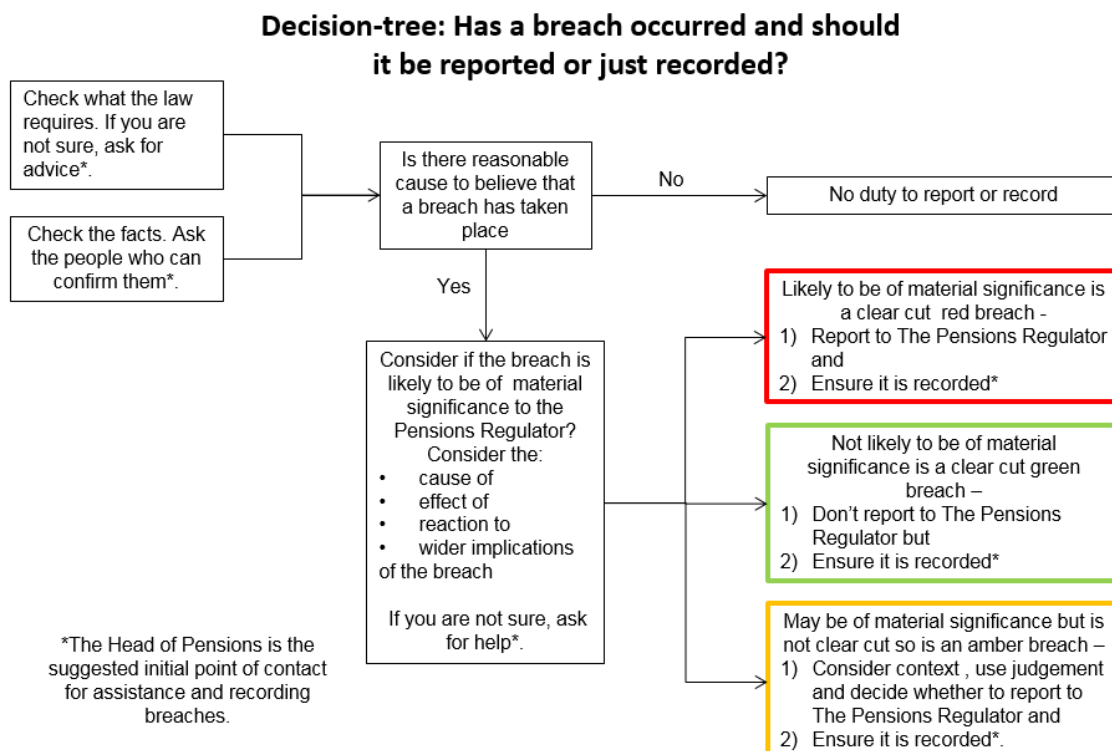 Decision-tree: Has a breach occurred and should
it be reported or just recorded?
Check what the law
requires. If you are
not sure, ask for
advice*.
Check the facts. Ask
the people who can
confirm them*.
Is there reasonable
cause to believe that
a breach has taken
place
No
No duty to report or record
Yes
Consider if the breach is
likely to be of  material
significance to the
Pensions Regulator?
Consider the:
• cause of
• effect of
• reaction to
• wider implications
of the breach
If you are not sure, ask
for help*.
Likely to be of material significance is
a clear cut  red breach -
1) Report to The Pensions Regulator
and
2) Ensure it is recorded*
Not likely to be of material
significance is a clear cut green
breach –
1) Don’t report to The Pensions
Regulator but
2) Ensure it is recorded*
May be of material significance but is
not clear cut so is an amber breach –
1) Consider context , use judgement
and decide whether to report to
The Pensions Regulator and
2) Ensure it is recorded*.
*The Head of Pensions is the
suggested initial point of contact
for assistance and recording
breaches.